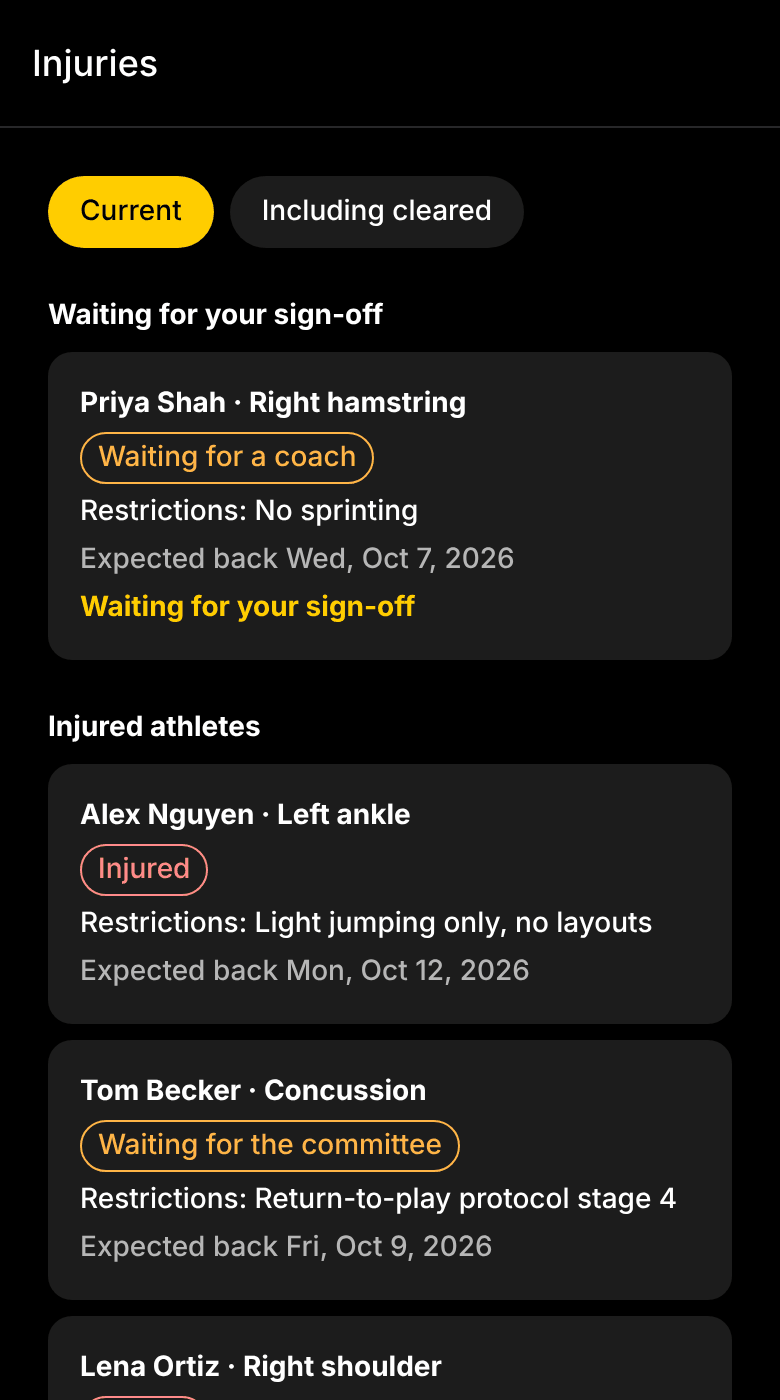 Injuries
Current
Including cleared
Waiting for your sign-off
Priya Shah · Right hamstring
Waiting for a coach
Restrictions: No sprinting
Expected back Wed, Oct 7, 2026
Waiting for your sign-off
Injured athletes
Alex Nguyen · Left ankle
Injured
Restrictions: Light jumping only, no layouts
Expected back Mon, Oct 12, 2026
Tom Becker · Concussion
Waiting for the committee
Restrictions: Return-to-play protocol stage 4
Expected back Fri, Oct 9, 2026
Lena Ortiz · Right shoulder